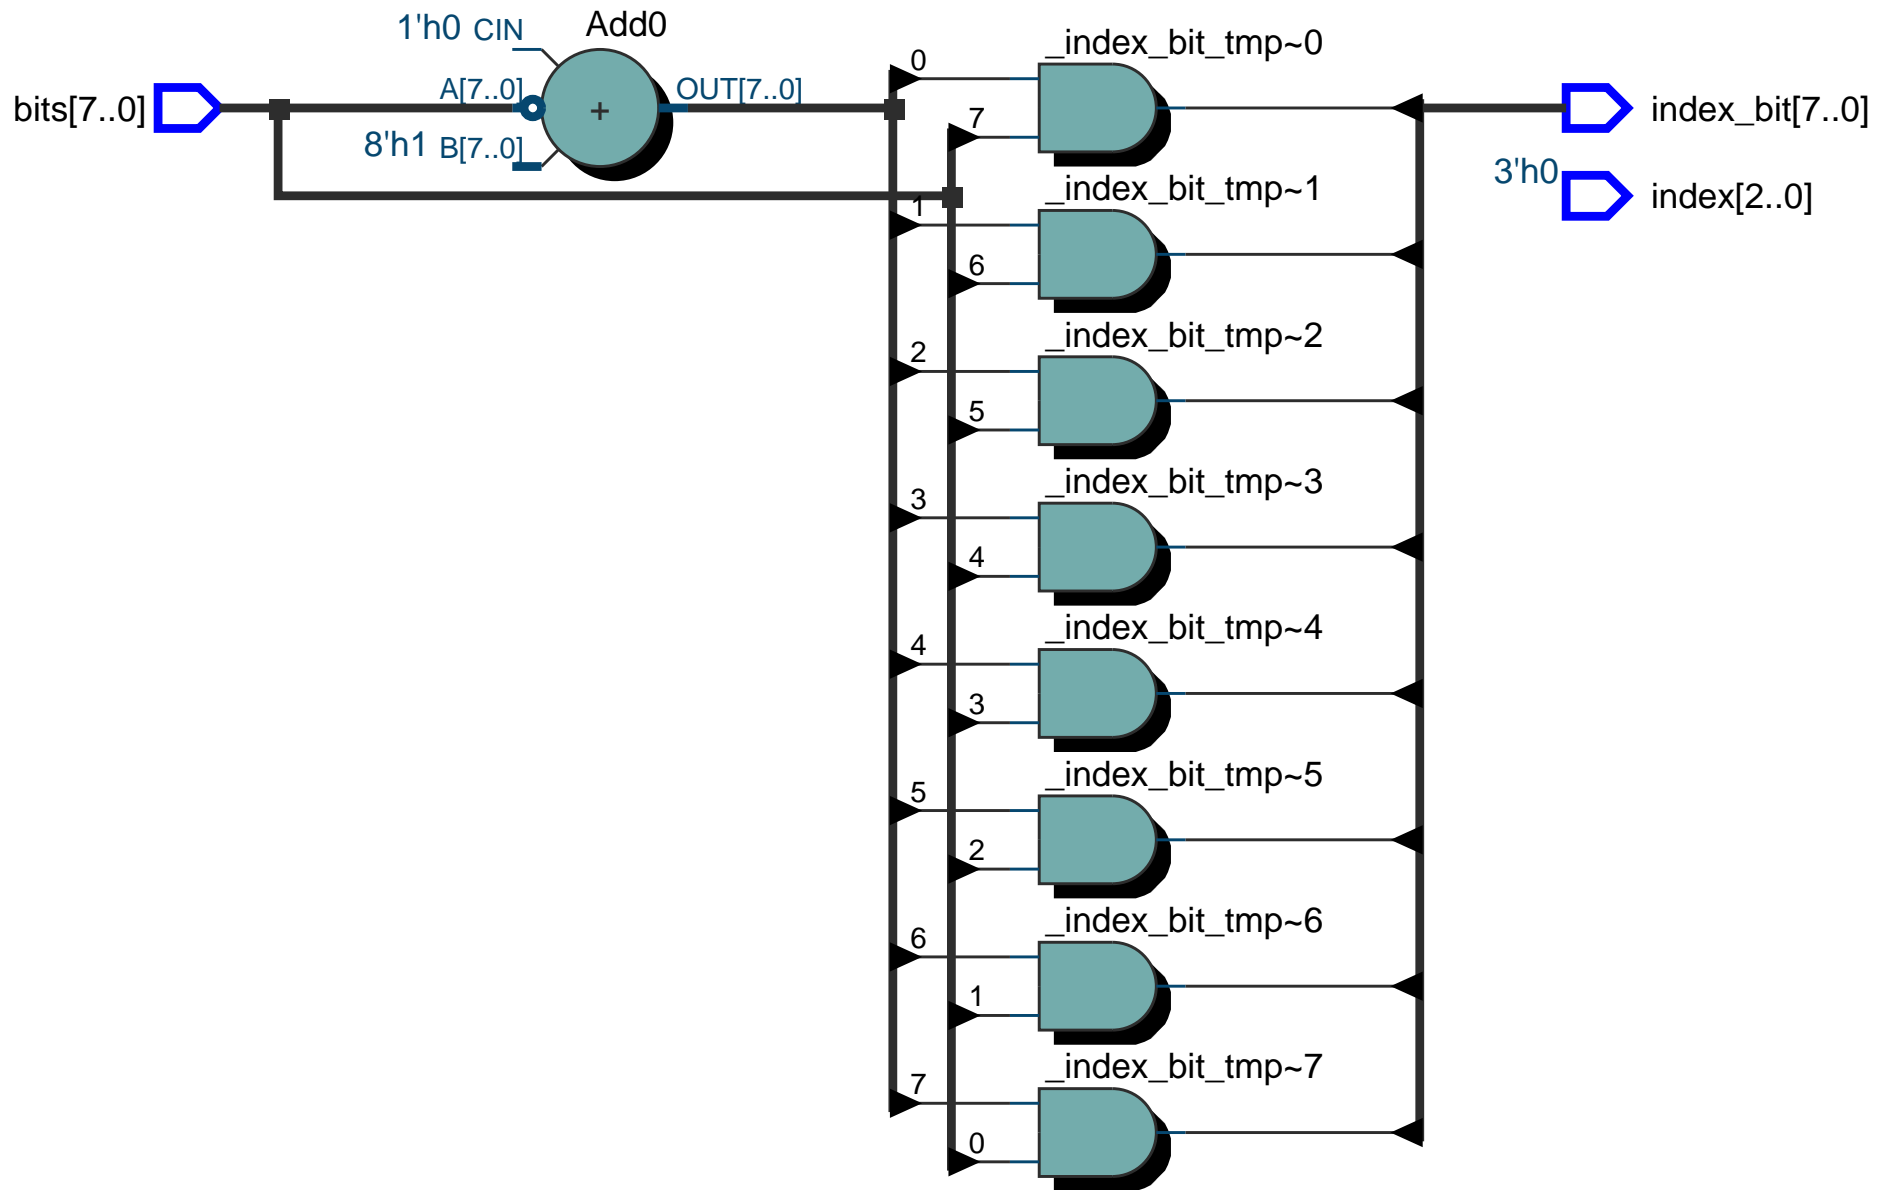 1'h0 CIN
Add0
bits[7..0]
A[7..0]
+
OUT[7..0]
8'h1 B[7..0]
0
_index_bit_tmp~0
7
index_bit[7..0]
3'h0
index[2..0]
1
_index_bit_tmp~1
6
2
_index_bit_tmp~2
5
3
_index_bit_tmp~3
4
4
_index_bit_tmp~4
3
5
_index_bit_tmp~5
2
6
_index_bit_tmp~6
1
7
_index_bit_tmp~7
0